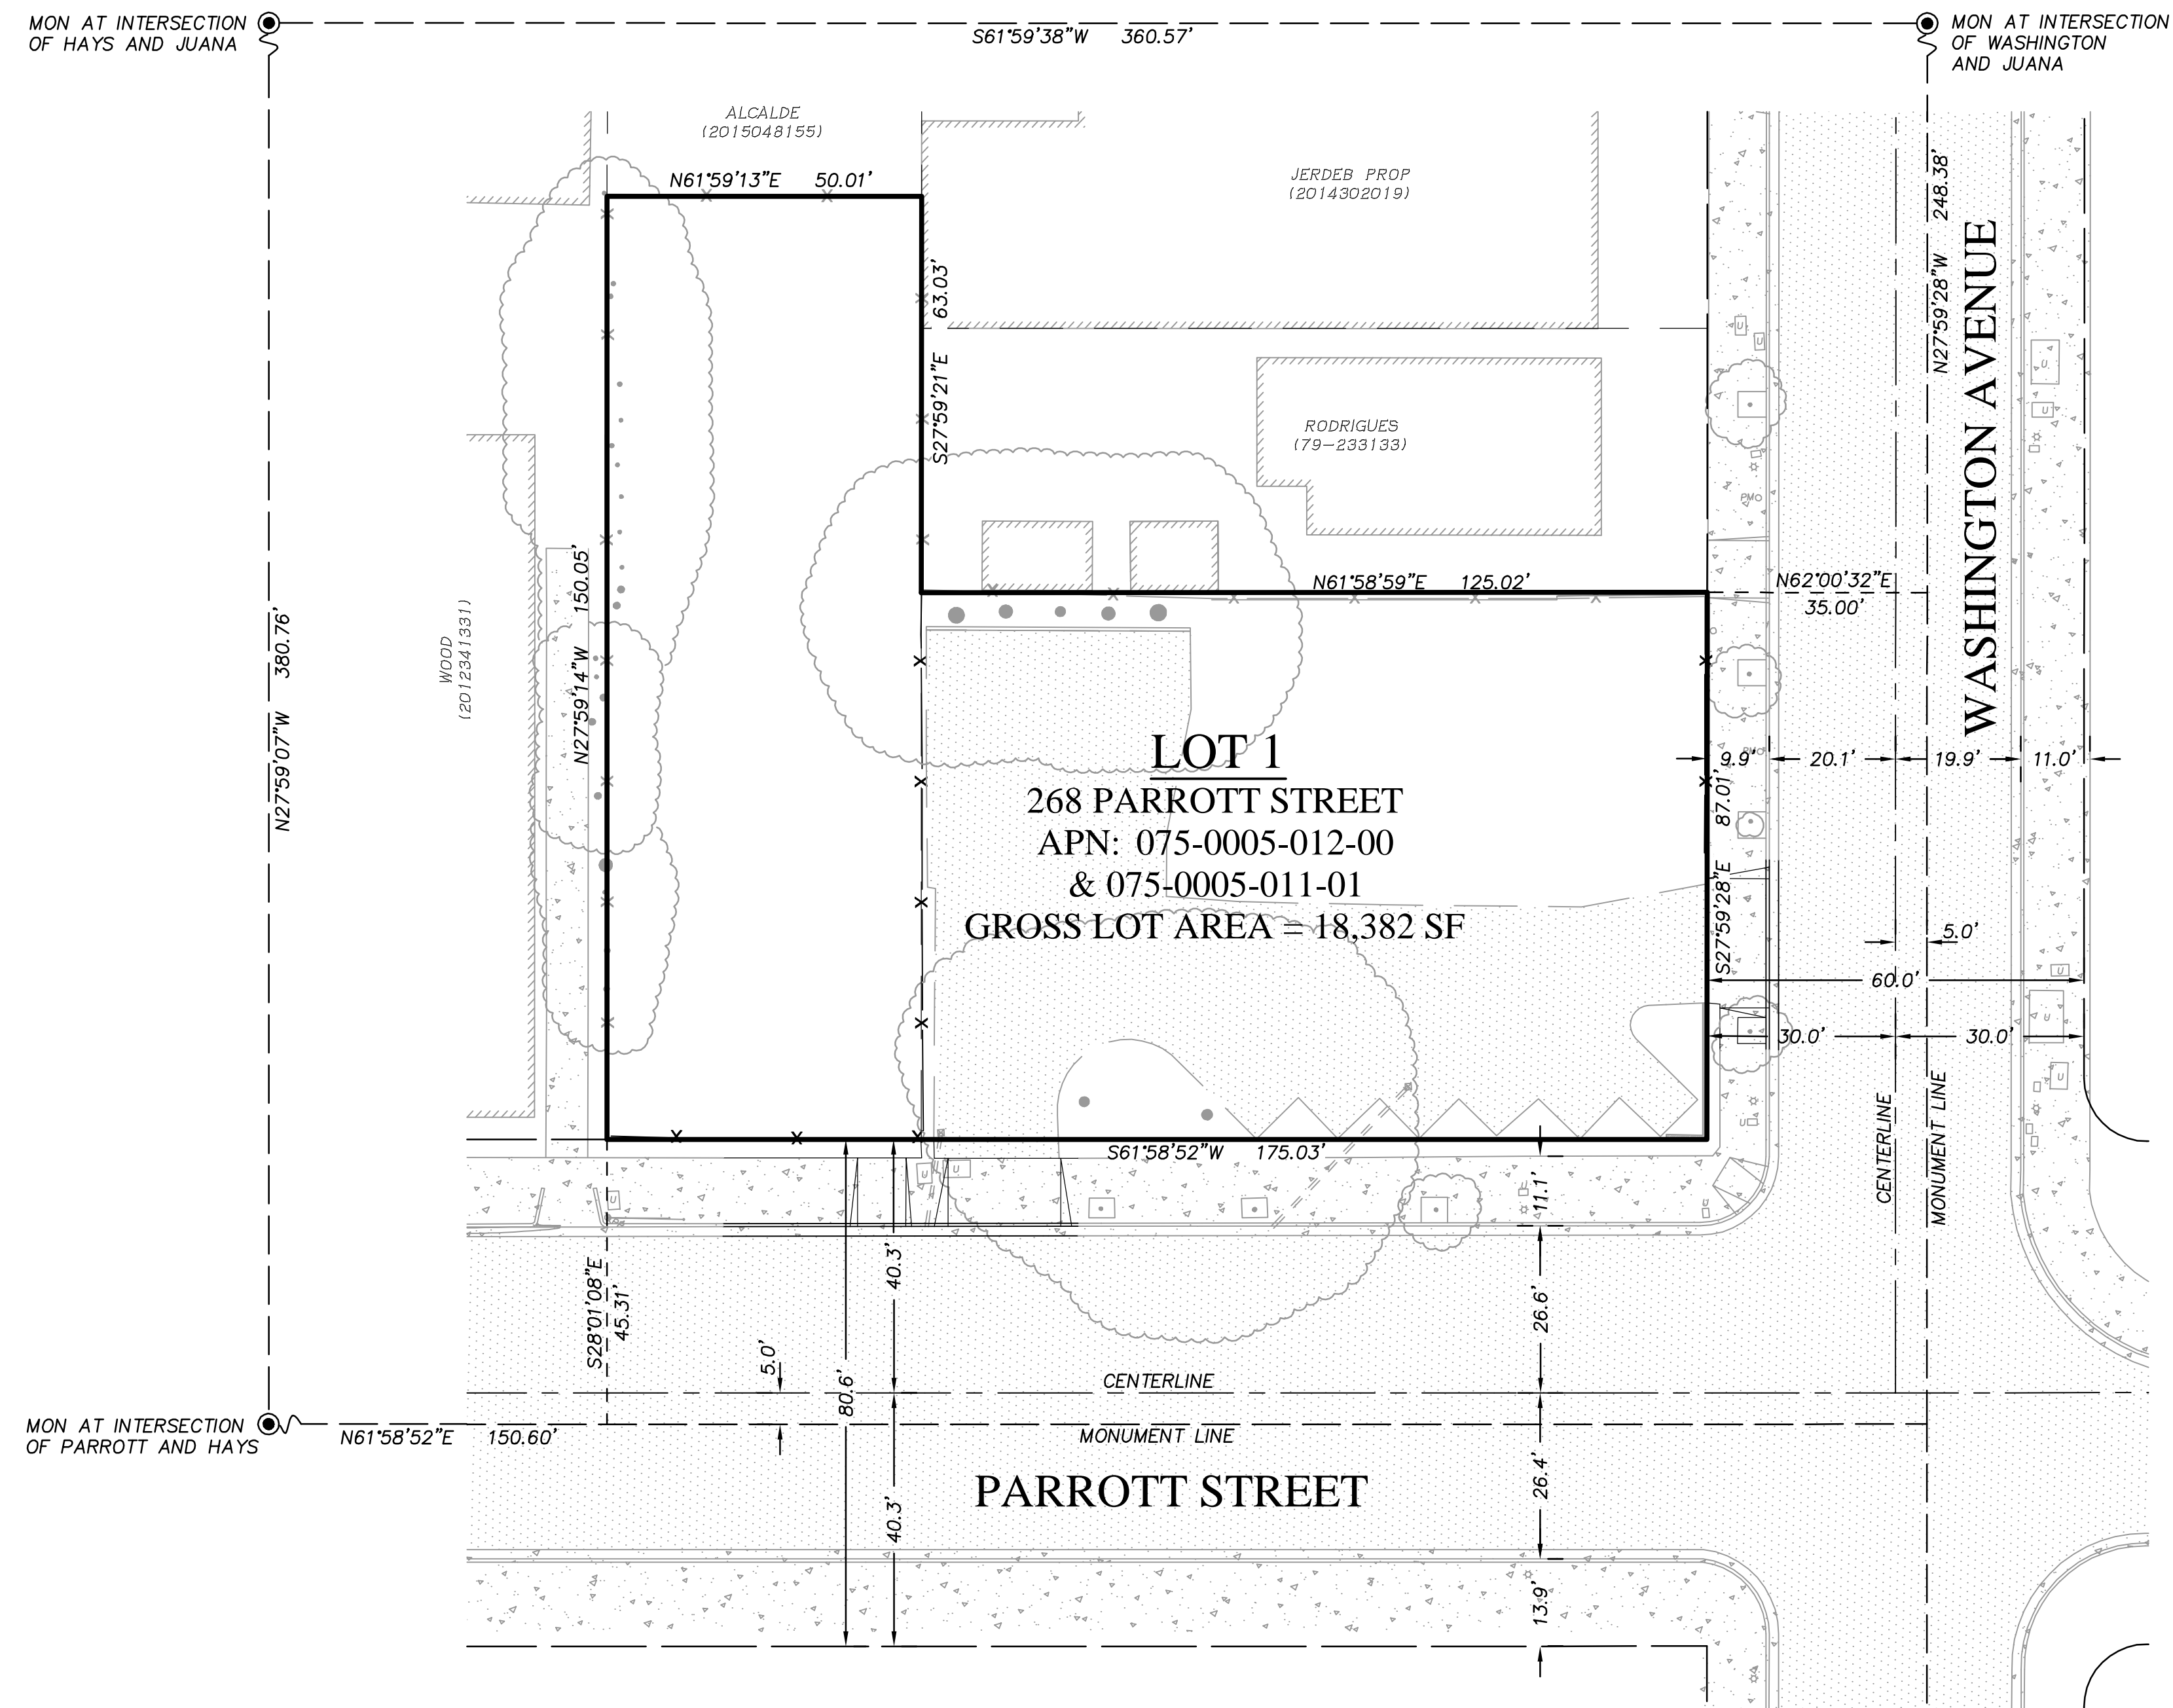 MON AT INTERSECTION
OF HAYS AND JUANA
S61°59'38"W 360.57'
MON AT INTERSECTION
OF WASHINGTON
AND JUANA
ALCALDE
(2015048155)
N61°59'13"E 50.01'
JERDEB PROP
(2014302019)
S27°59'21"E 63.03'
N27°59'28"W 248.38'
WASHINGTON AVENUE
RODRIGUES
(79-233133)
U
U
U
U
PM
N27°59'07"W 380.76'
WOOD
(2012341331)
N27°59'14"W 150.05'
N61°58'59"E 125.02'
N62°00'32"E
35.00'
LOT 1
268 PARROTT STREET
APN: 075-0005-012-00
& 075-0005-011-01
GROSS LOT AREA = 18,382 SF
PM
9.9'
20.1'
19.9'
11.0'
S27°59'28"E 87.01'
5.0'
60.0'
30.0'
30.0'
U
U
U
U
CENTERLINE
MONUMENT LINE
S61°58'52"W 175.03'
U
U
U
U
11.1'
S28°01'08"E
45.31'
40.3'
26.6'
5.0'
80.6'
CENTERLINE
MON AT INTERSECTION
OF PARROTT AND HAYS
N61°58'52"E 150.60'
MONUMENT LINE
PARROTT STREET
40.3'
26.4'
13.9'